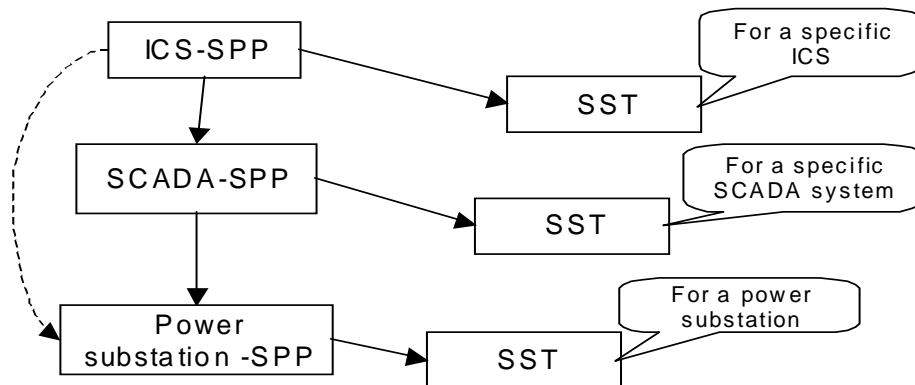 ICS-SPP
For a specific
ICS
SST
SCADA-SPP
For a specific
SCADA system
SST
Power
substation -SPP
For a power
substation
SST